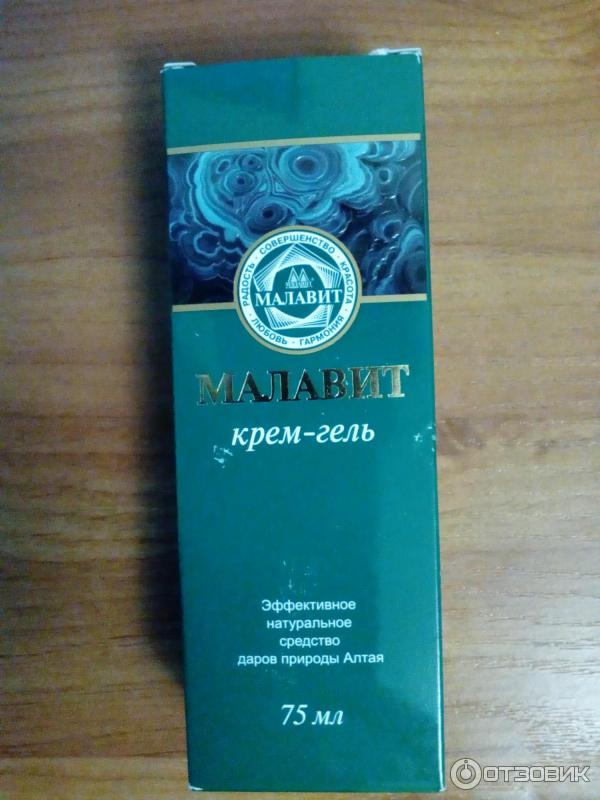 РАДОСТЬ · СОВЕРШЕНСТВО · КРАСОТА · ГАРМОНИЯ · ЛЮБОВЬ ·
МАЛАВИТ
МАЛАВИТ
крем-гель
Эффективное
натуральное
средство
даров природы Алтая
75 мл
ОТЗОВИК